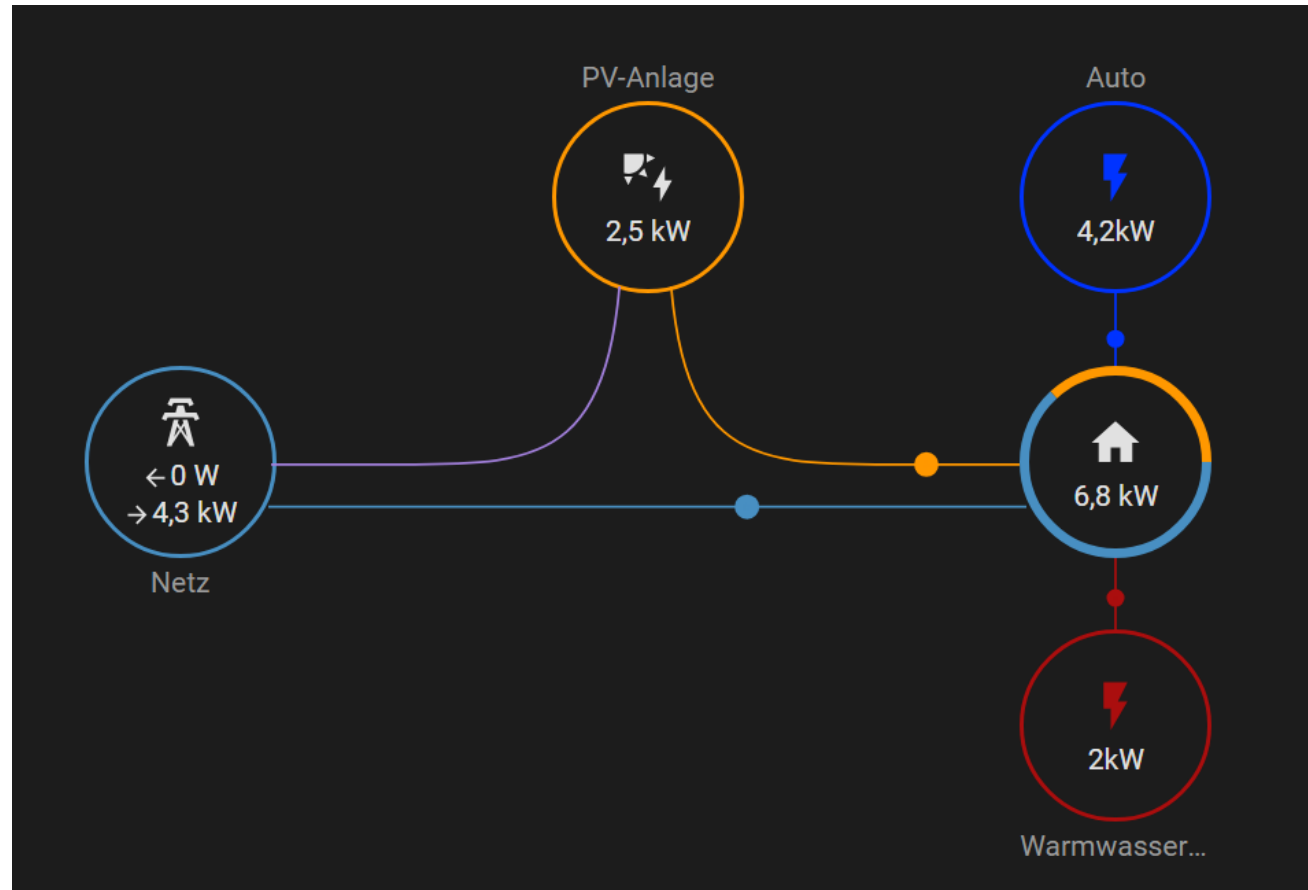 PV-Anlage
Auto
2,5 kW
4,2kW
←0 W
→4,3 kW
6,8 kW
Netz
2kW
Warmwasser...